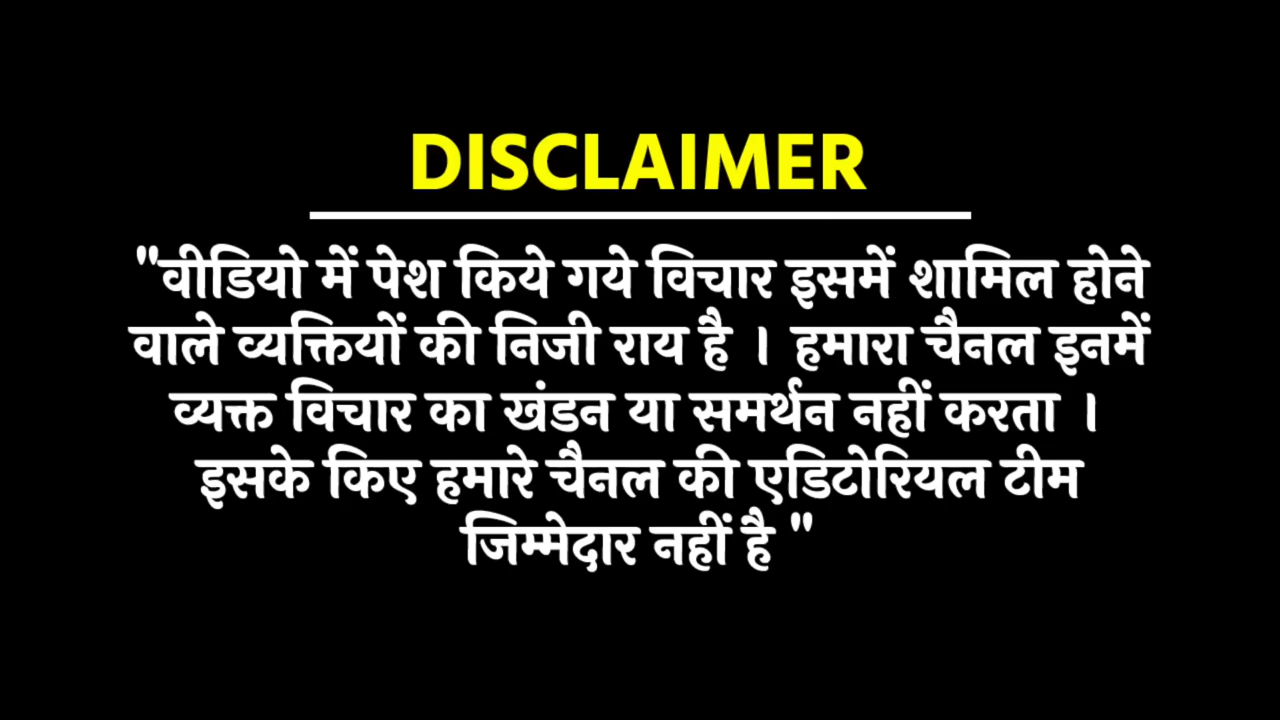 DISCLAIMER
"वीडियो में पेश किये गये विचार इसमें शामिल होने
वाले व्यक्तियों की निजी राय है । हमारा चैनल इनमें
व्यक्त विचार का खंडन या समर्थन नहीं करता ।
इसके किए हमारे चैनल की एडिटोरियल टीम
जिम्मेदार नहीं है "